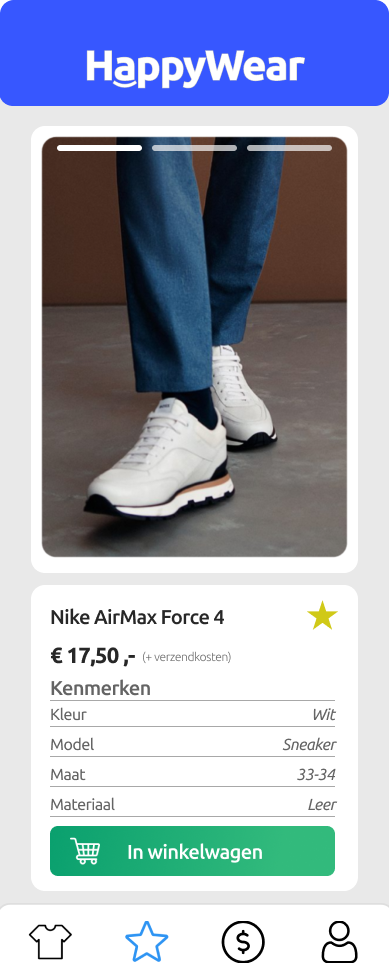 HappyWear
Nike AirMax Force 4
€ 17,50 ,- (+ verzendkosten)
Kenmerken
Kleur Wit
Model Sneaker
Maat 33-34
Materiaal Leer
In winkelwagen
$